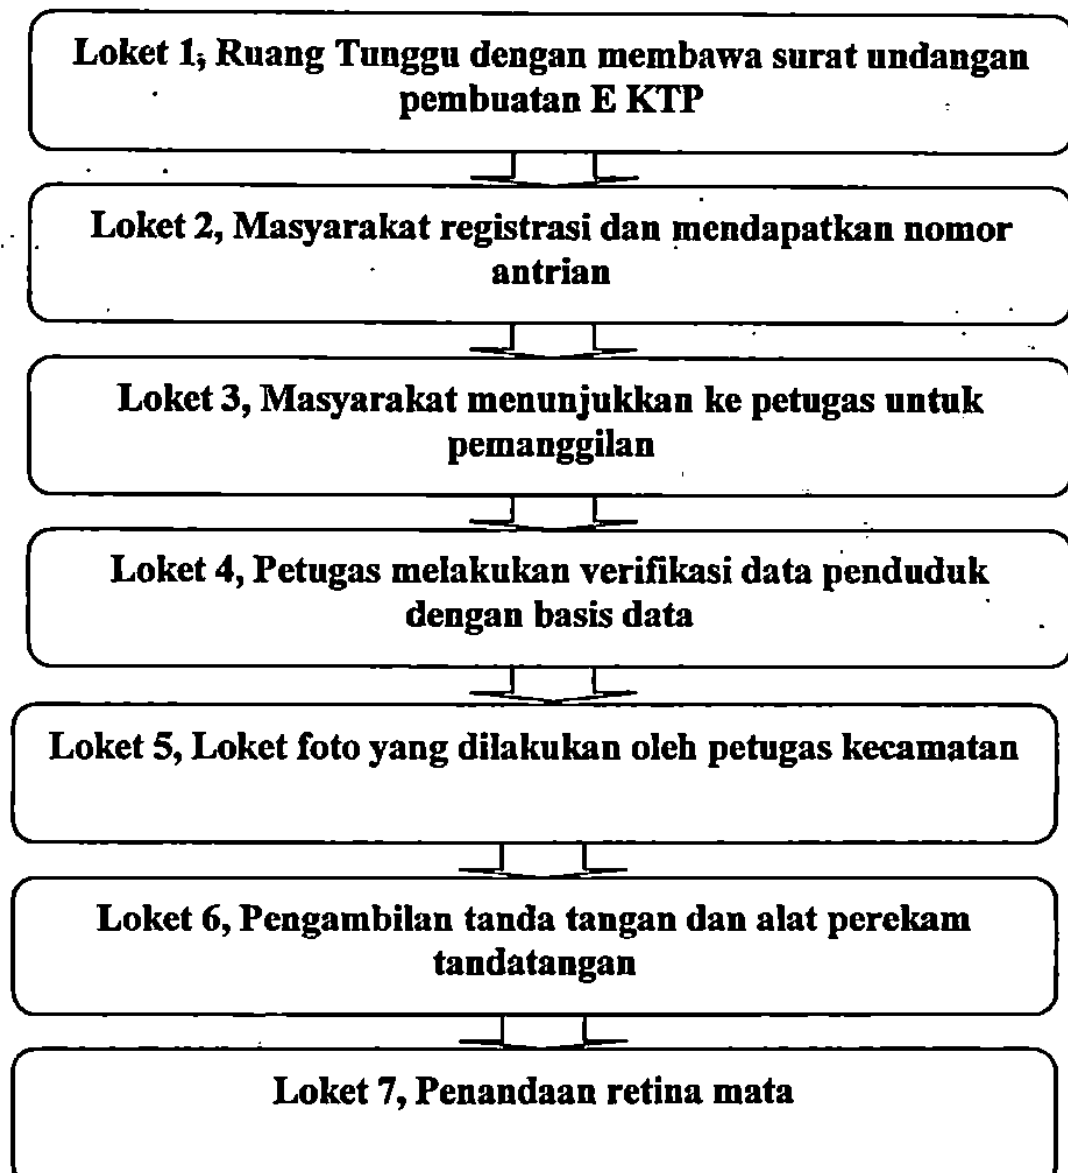 Loket 1, Ruang Tunggu dengan membawa surat undangan
pembuatan E KTP
Loket 2, Masyarakat registrasi dan mendapatkan nomor
antrian
Loket 3, Masyarakat menunjukkan ke petugas untuk
pemanggilan
Loket 4, Petugas melakukan verifikasi data penduduk
dengan basis data
Loket 5, Loket foto yang dilakukan oleh petugas kecamatan
Loket 6, Pengambilan tanda tangan dan alat perekam
tandatangan
Loket 7, Penandaan retina mata